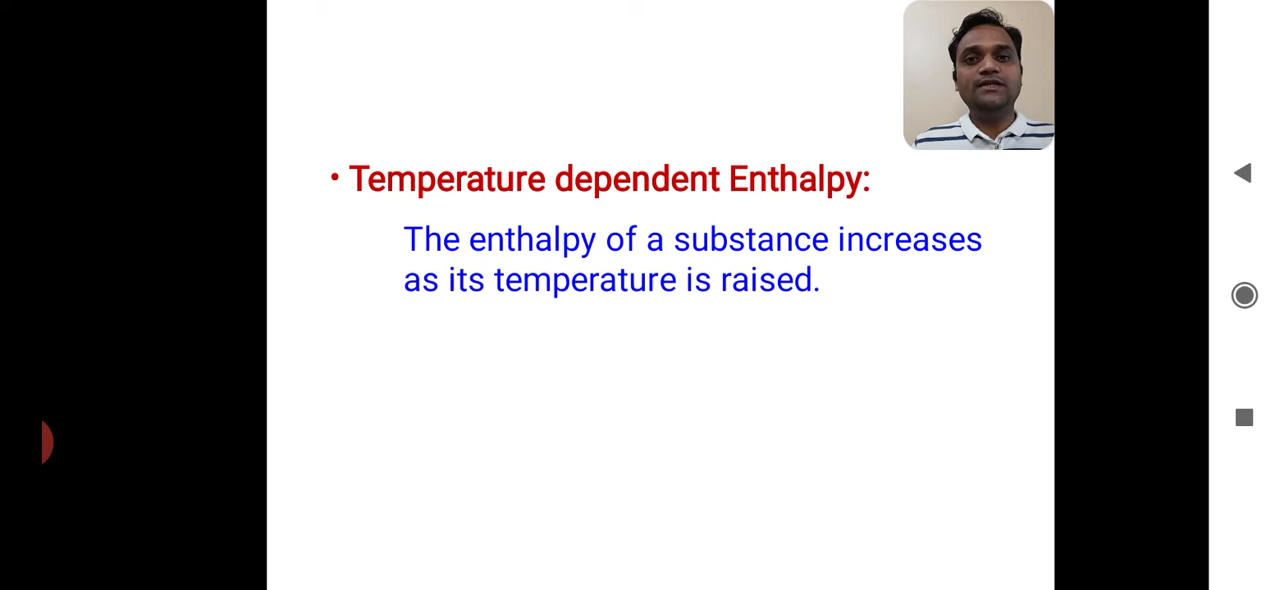 • Temperature dependent Enthalpy:
The enthalpy of a substance increases
as its temperature is raised.